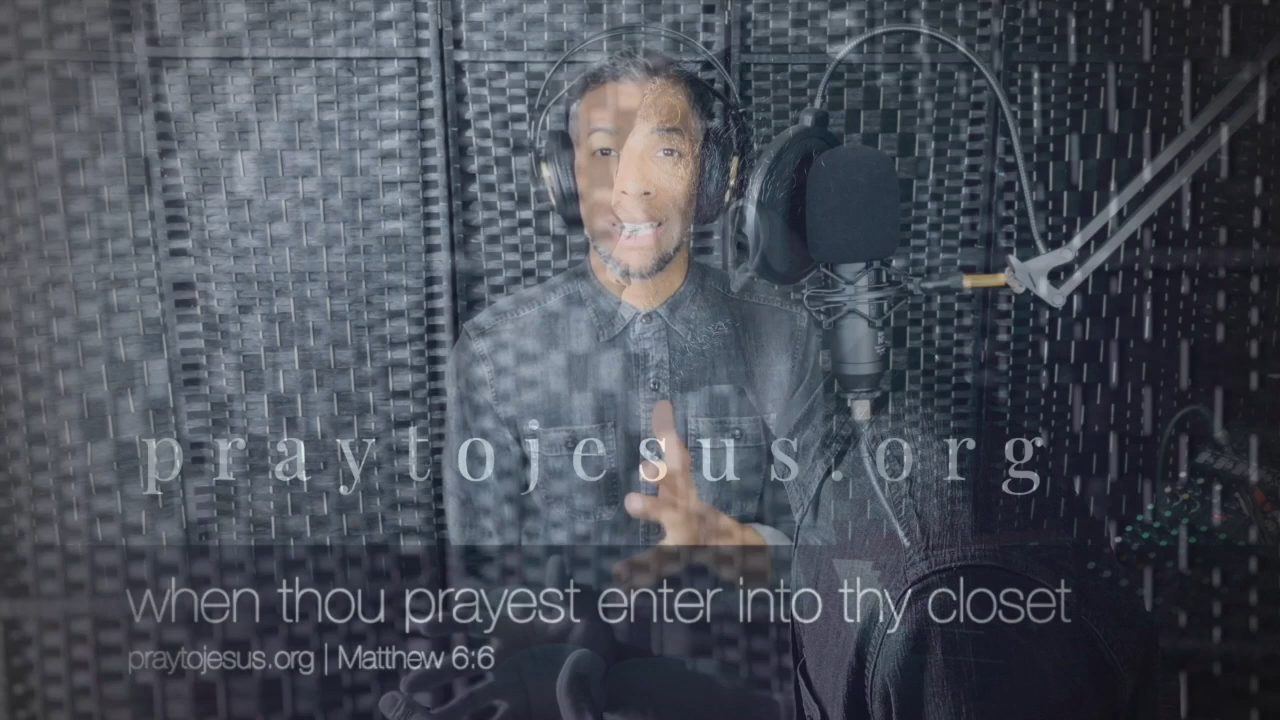 praytojesus.org
when thou prayest enter into thy closet
praytojesus.org | Matthew 6:6